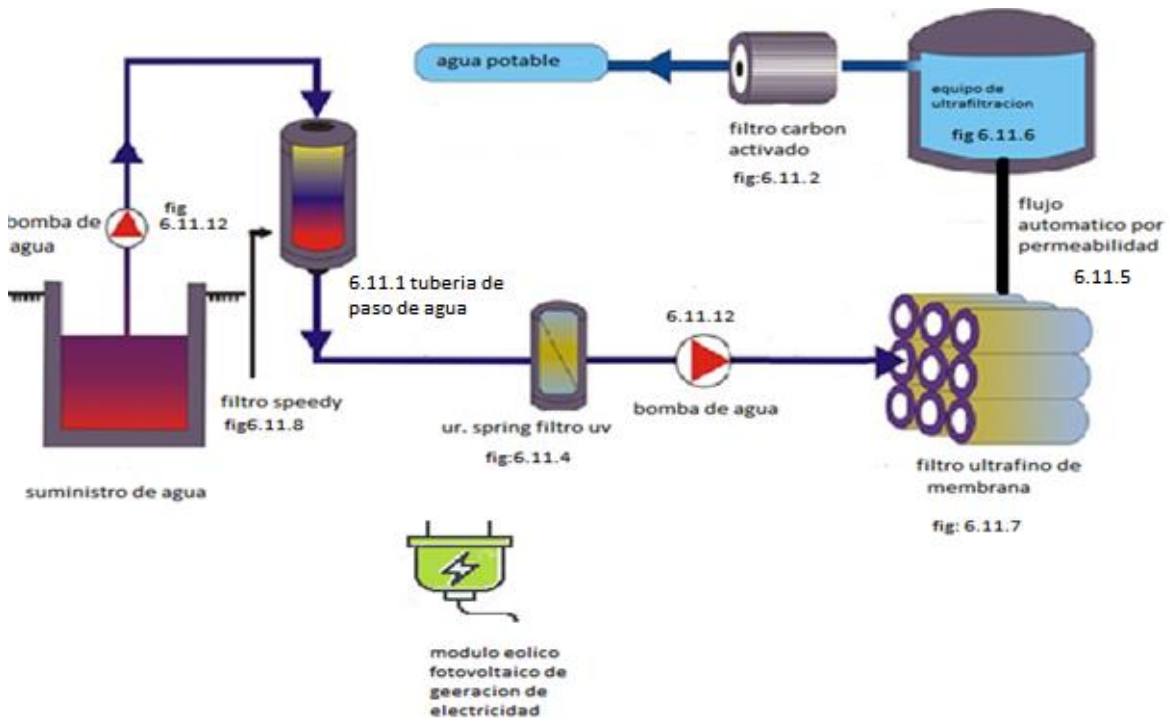 agua potable
equipo de
ultrafiltracion
fig 6.11.6
filtro carbon
activado
fig:6.11.2
flujo
automatico por
permeabilidad
6.11.5
fig
6.11.12
bomba de
agua
6.11.1 tuberia de
paso de agua
6.11.12
bomba de agua
filtro speedy
fig6.11.8
ur. spring filtro uv
fig:6.11.4
filtro ultrafino de
membrana
fig: 6.11.7
suministro de agua
modulo eolico
fotovoltaico de
geeracion de
electricidad